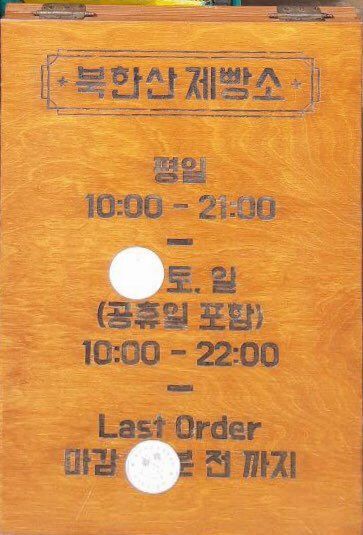 북한산 제빵소
평일
10:00 - 21:00
토. 일
(공휴일 포함)
10:00 - 22:00
Last Order
마감 전 까지